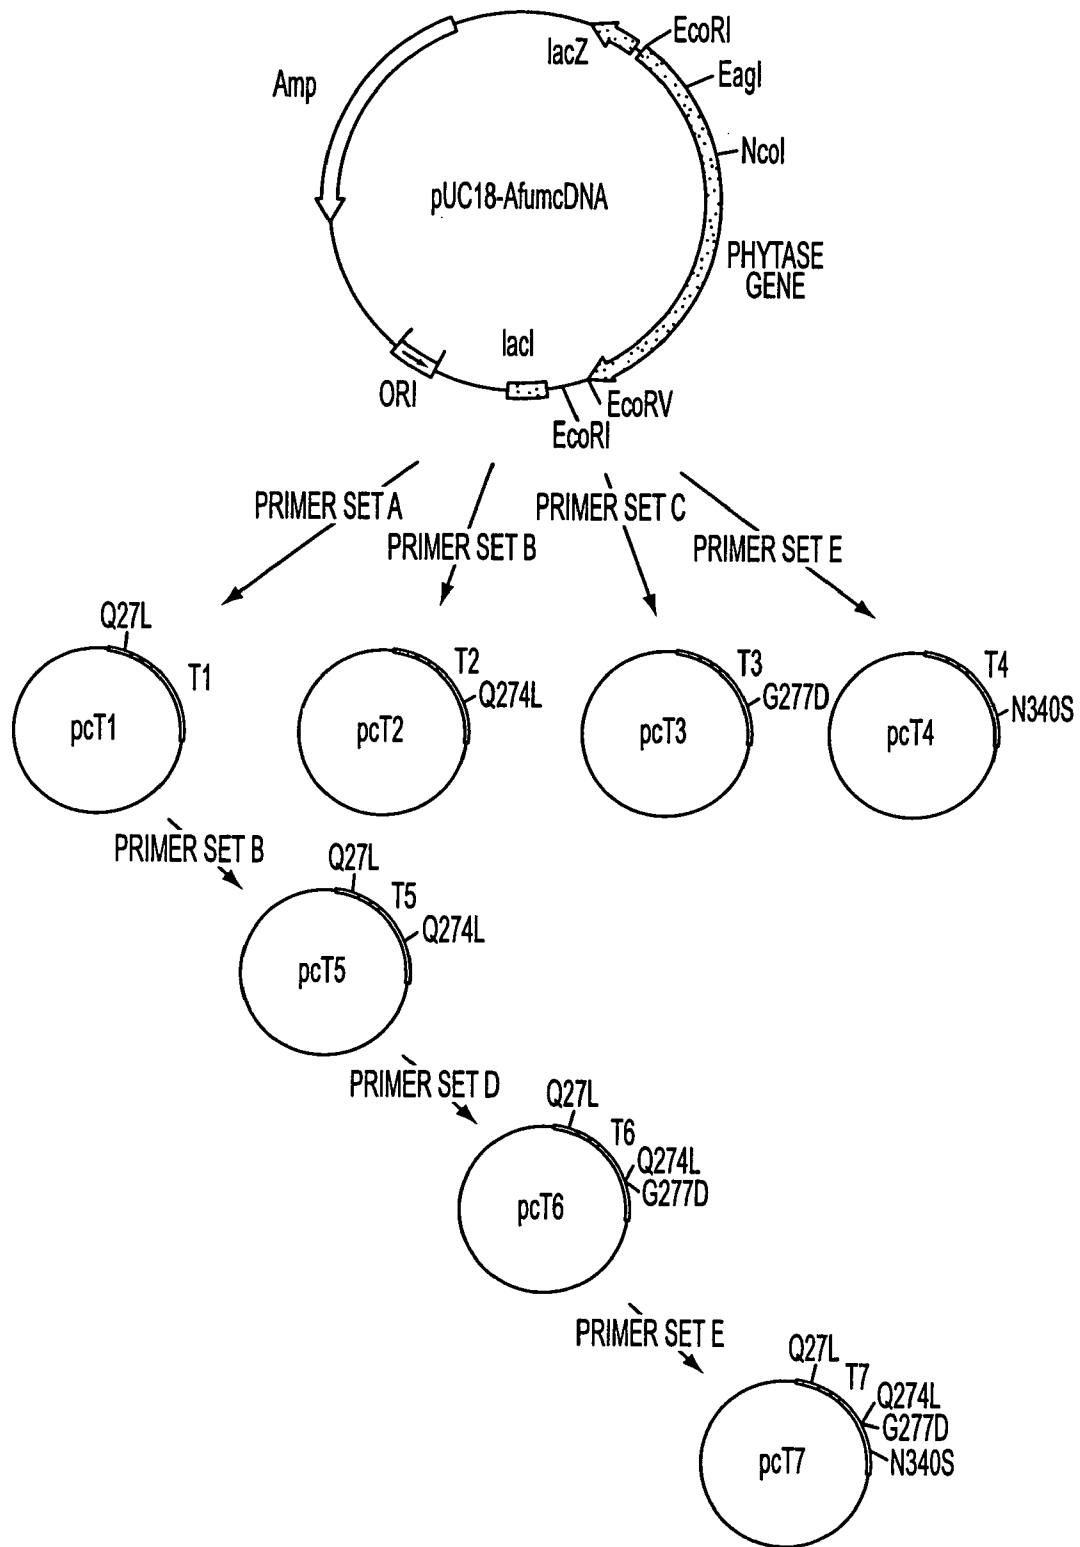 EcoRI
lacZ
EagI
Amp
NcoI
pUC18-AfumcDNA
PHYTASE
GENE
lacI
ORI
EcoRV
EcoRI
PRIMER SET A
PRIMER SET B
PRIMER SET C
PRIMER SET E
Q27L
T1
pcT1
T2
Q274L
pcT2
T3
G277D
pcT3
T4
N340S
pcT4
PRIMER SET B
Q27L
T5
Q274L
pcT5
PRIMER SET D
Q27L
T6
Q274L
G277D
pcT6
PRIMER SET E
Q27L
T7
Q274L
G277D
N340S
pcT7